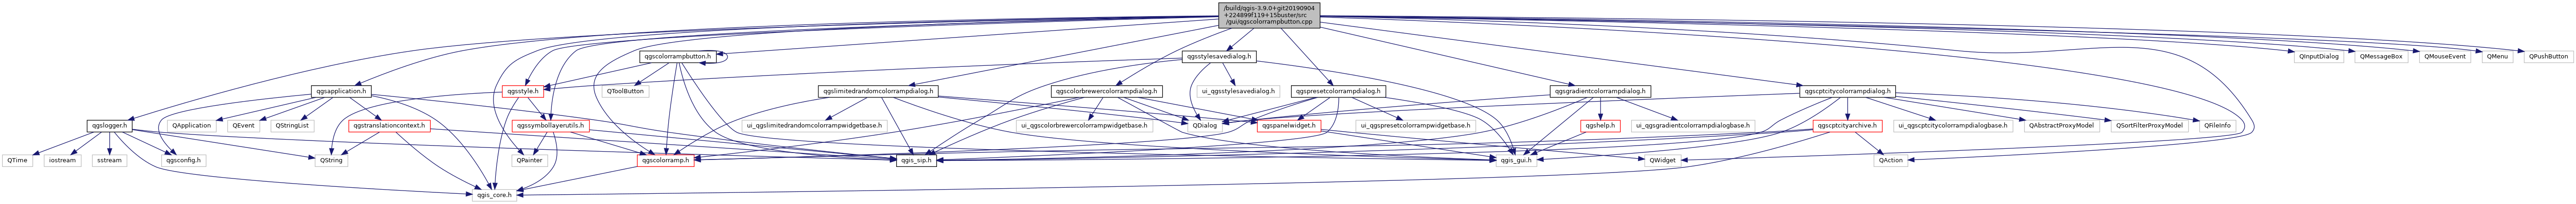 /build/qgis-3.9.0+git20190904
+224899f119+15buster/src
/gui/qgscolorrampbutton.cpp
qgscolorrampbutton.h
qgsstylesavedialog.h
QInputDialog
QMessageBox
QMouseEvent
QMenu
QPushButton
qgsapplication.h
qgsstyle.h
QToolButton
qgslimitedrandomcolorrampdialog.h
qgscolorbrewercolorrampdialog.h
ui_qgsstylesavedialog.h
qgspresetcolorrampdialog.h
qgsgradientcolorrampdialog.h
qgscptcitycolorrampdialog.h
qgslogger.h
QApplication
QEvent
QStringList
qgstranslationcontext.h
qgssymbollayerutils.h
ui_qgslimitedrandomcolorrampwidgetbase.h
ui_qgscolorbrewercolorrampwidgetbase.h
QDialog
qgspanelwidget.h
ui_qgspresetcolorrampwidgetbase.h
qgshelp.h
ui_qgsgradientcolorrampdialogbase.h
qgscptcityarchive.h
ui_qgscptcitycolorrampdialogbase.h
QAbstractProxyModel
QSortFilterProxyModel
QFileInfo
QTime
iostream
sstream
qgsconfig.h
QString
QPainter
qgscolorramp.h
qgis_sip.h
qgis_gui.h
QWidget
QAction
qgis_core.h